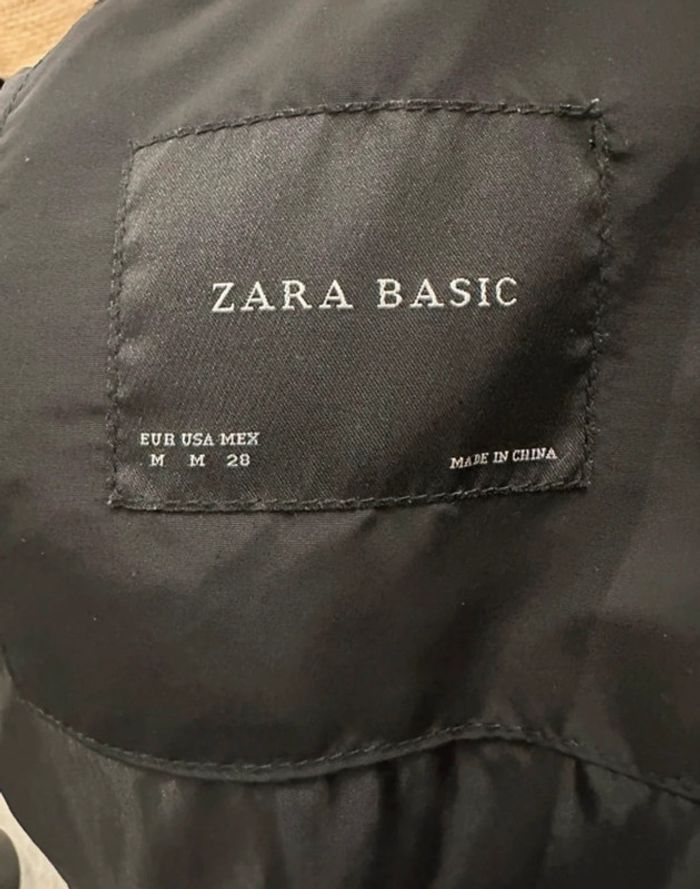 ZARA BASIC
EUR USA MEX
M M 28
MADE IN CHINA